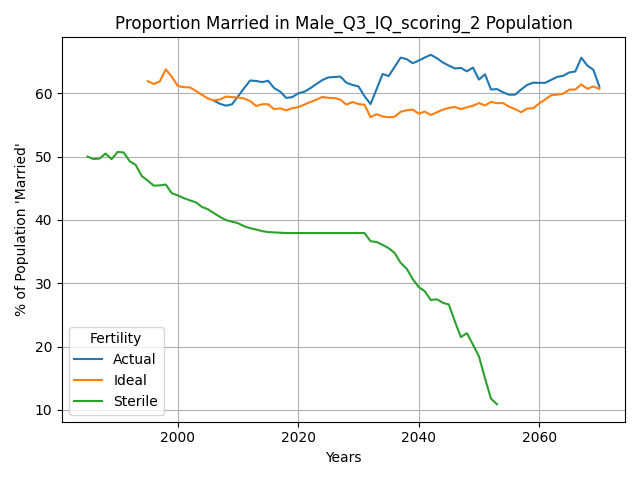 Proportion Married in Male_Q3_IQ_scoring_2 Population
% of Population 'Married'
60
50
40
30
20
10
Fertility
Actual
Ideal
Sterile
2000 2020 2040 2060
Years